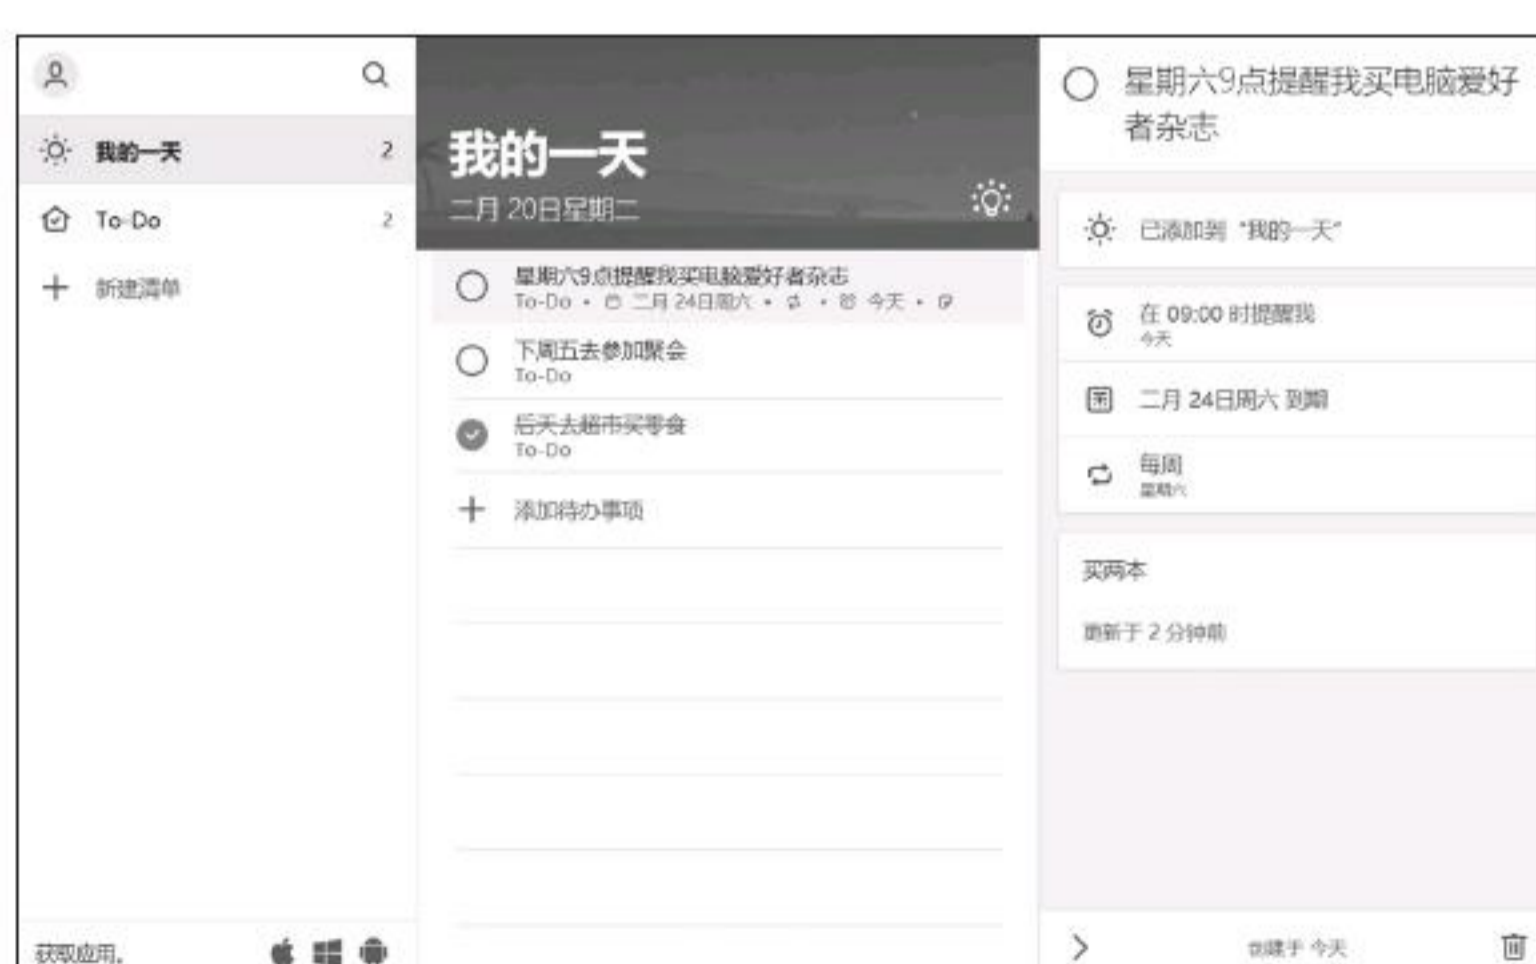 我的一天 2
To-Do 2
新建清单
获取应用。
我的一天
二月 20日星期二
星期六9点提醒我买电脑爱好者杂志
To-Do • 二月 24日周六 • • 今天 •
下周五去参加聚会
To-Do
后天去超市买零食
To-Do
添加待办事项
星期六9点提醒我买电脑爱好
者杂志
已添加到 “我的一天”
在 09:00 时提醒我
今天
二月 24日周六 到期
每周
星期六
买两本
更新于 2 分钟前
创建于 今天